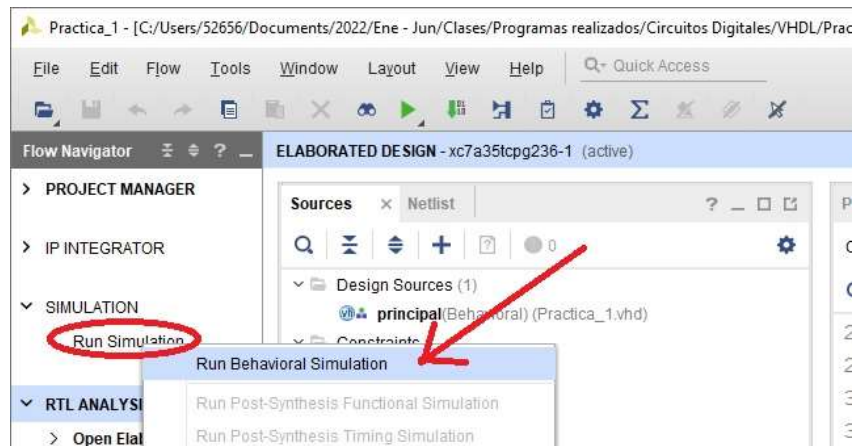 Practica_1 - [C:/Users/52656/Documents/2022/Ene - Jun/Clases/Programas realizados/Circuitos Digitales/VHDL/Prac
File Edit Flow Tools Window Layout View Help Quick Access
Flow Navigator ? ELABORATED DESIGN - xc7a35tcpg236-1 (active)
PROJECT MANAGER
Sources Netlist ? P
IP INTEGRATOR
? 0
Design Sources (1)
SIMULATION
principal(Behavioral) (Practica_1.vhd)
Run Simulation
Constraints
Run Behavioral Simulation
RTL ANALYSI
Run Post-Synthesis Functional Simulation
Open Elab
Run Post-Synthesis Timing Simulation